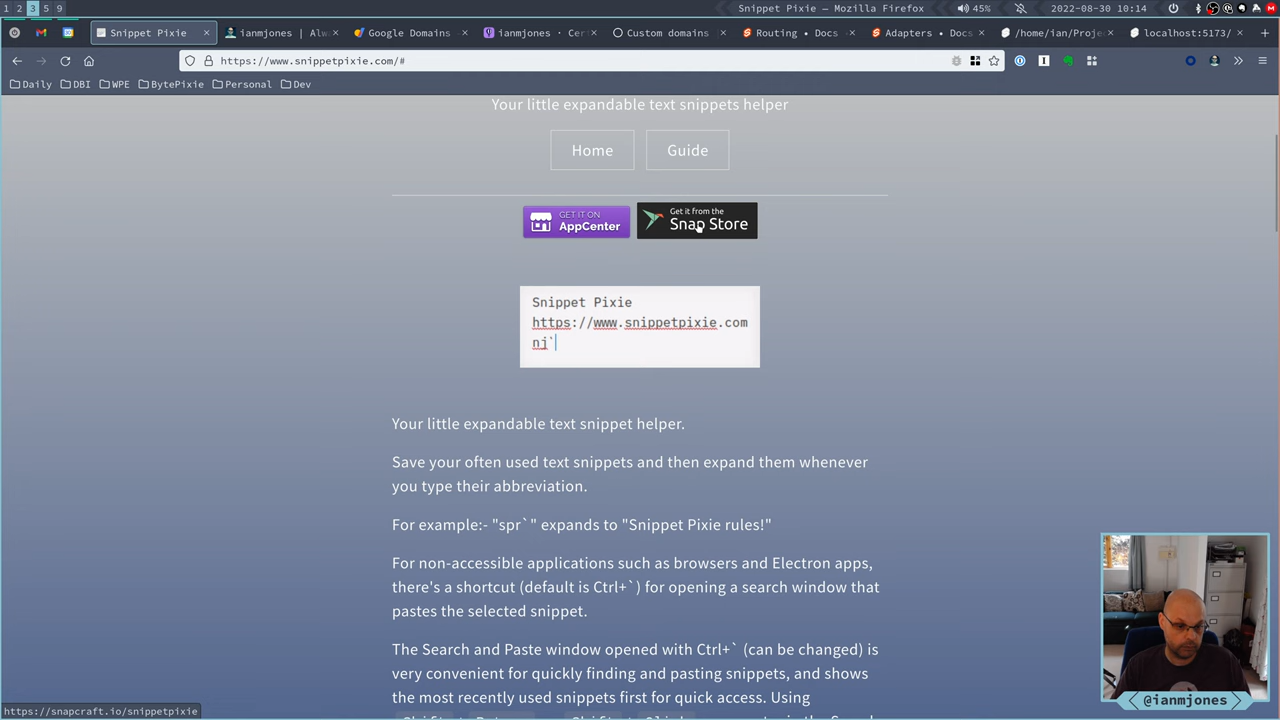 1 2 3 5 9
Snippet Pixie — Mozilla Firefox
45%
2022-08-30 10:14
Snippet Pixie
ianmjones | Alw
Google Domains
ianmjones · Cer
Custom domains
Routing • Docs
Adapters • Docs
/home/ian/Proje
localhost:5173/
https://www.snippetpixie.com/#
Daily DBI WPE BytePixie Personal Dev
Your little expandable text snippets helper
Home Guide
GET IT ON
AppCenter
Get it from the
Snap Store
Snippet Pixie
https://www.snippetpixie.com
nj`
Your little expandable text snippet helper.
Save your often used text snippets and then expand them whenever
you type their abbreviation.
For example:- "spr`" expands to "Snippet Pixie rules!"
For non-accessible applications such as browsers and Electron apps,
there's a shortcut (default is Ctrl+`) for opening a search window that
pastes the selected snippet.
The Search and Paste window opened with Ctrl+` (can be changed) is
very convenient for quickly finding and pasting snippets, and shows
the most recently used snippets first for quick access. Using
https://snapcraft.io/snippetpixie
@ianmjones